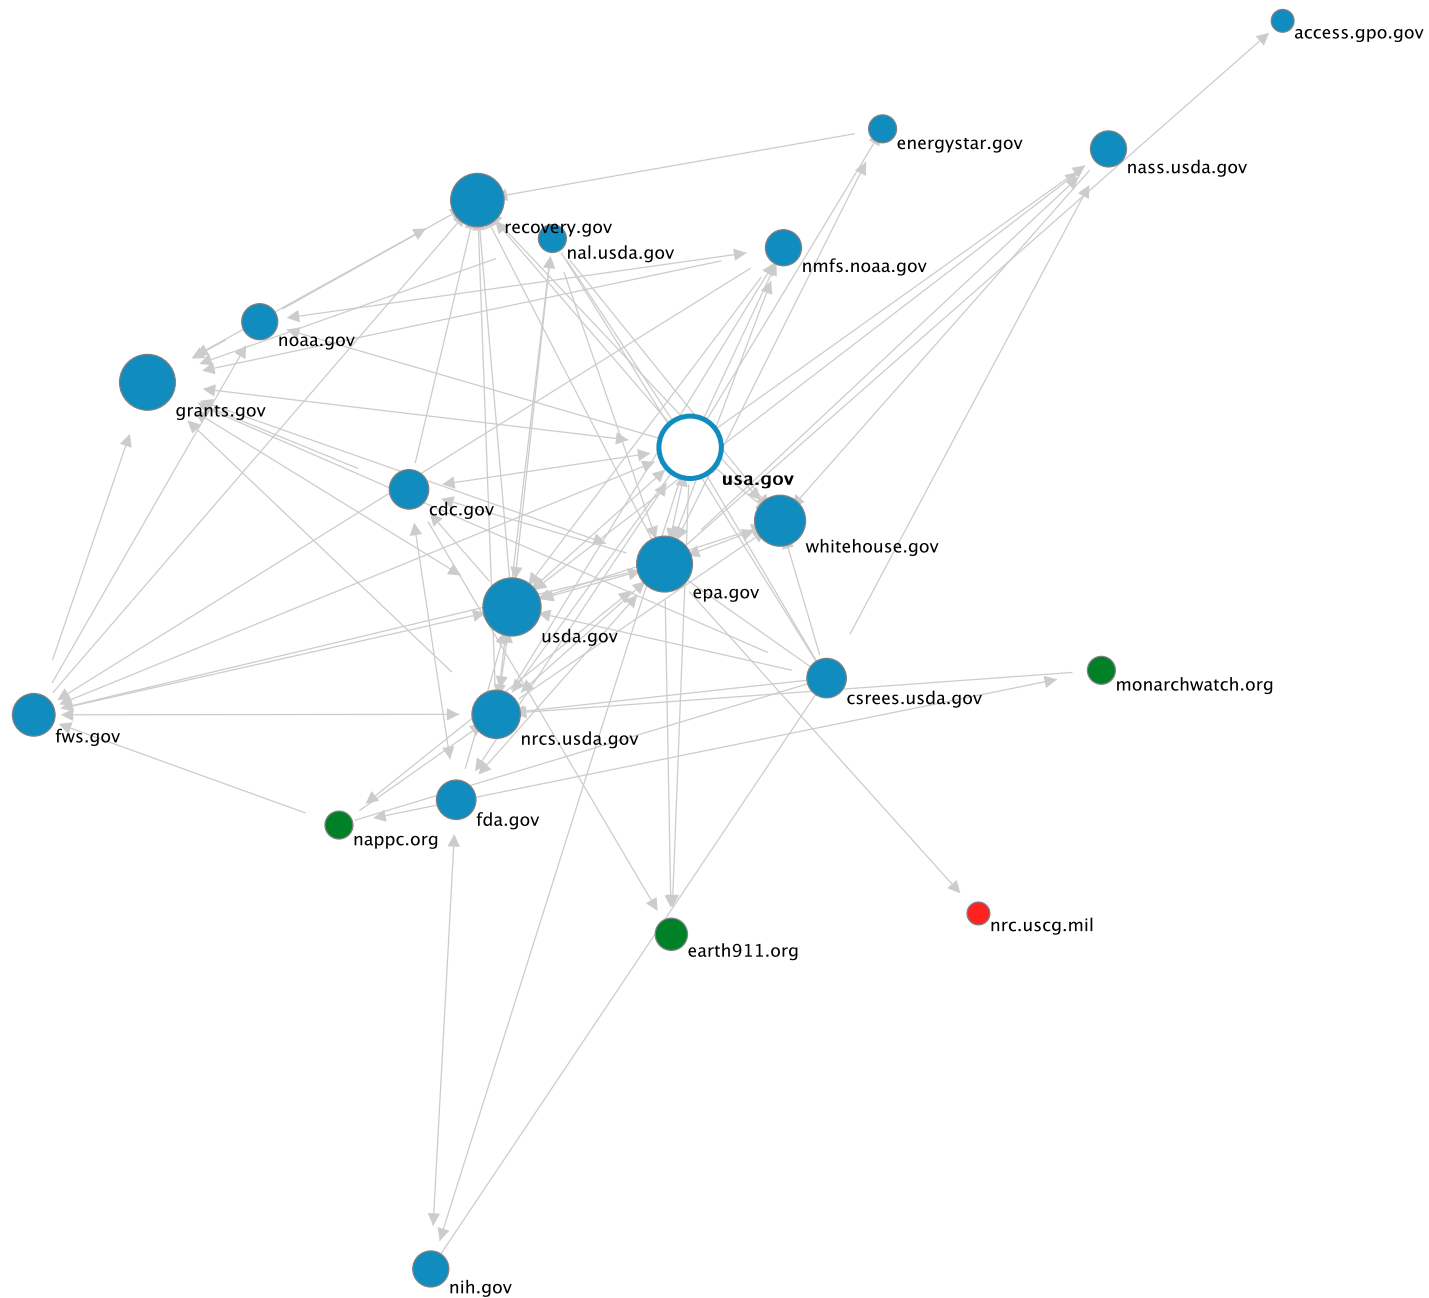 access.gpo.gov
energystar.gov
nass.usda.gov
recovery.gov
nal.usda.gov
nmfs.noaa.gov
noaa.gov
grants.gov
usa.gov
cdc.gov
whitehouse.gov
epa.gov
usda.gov
monarchwatch.org
csrees.usda.gov
fws.gov
nrcs.usda.gov
fda.gov
nappc.org
nrc.uscg.mil
earth911.org
nih.gov